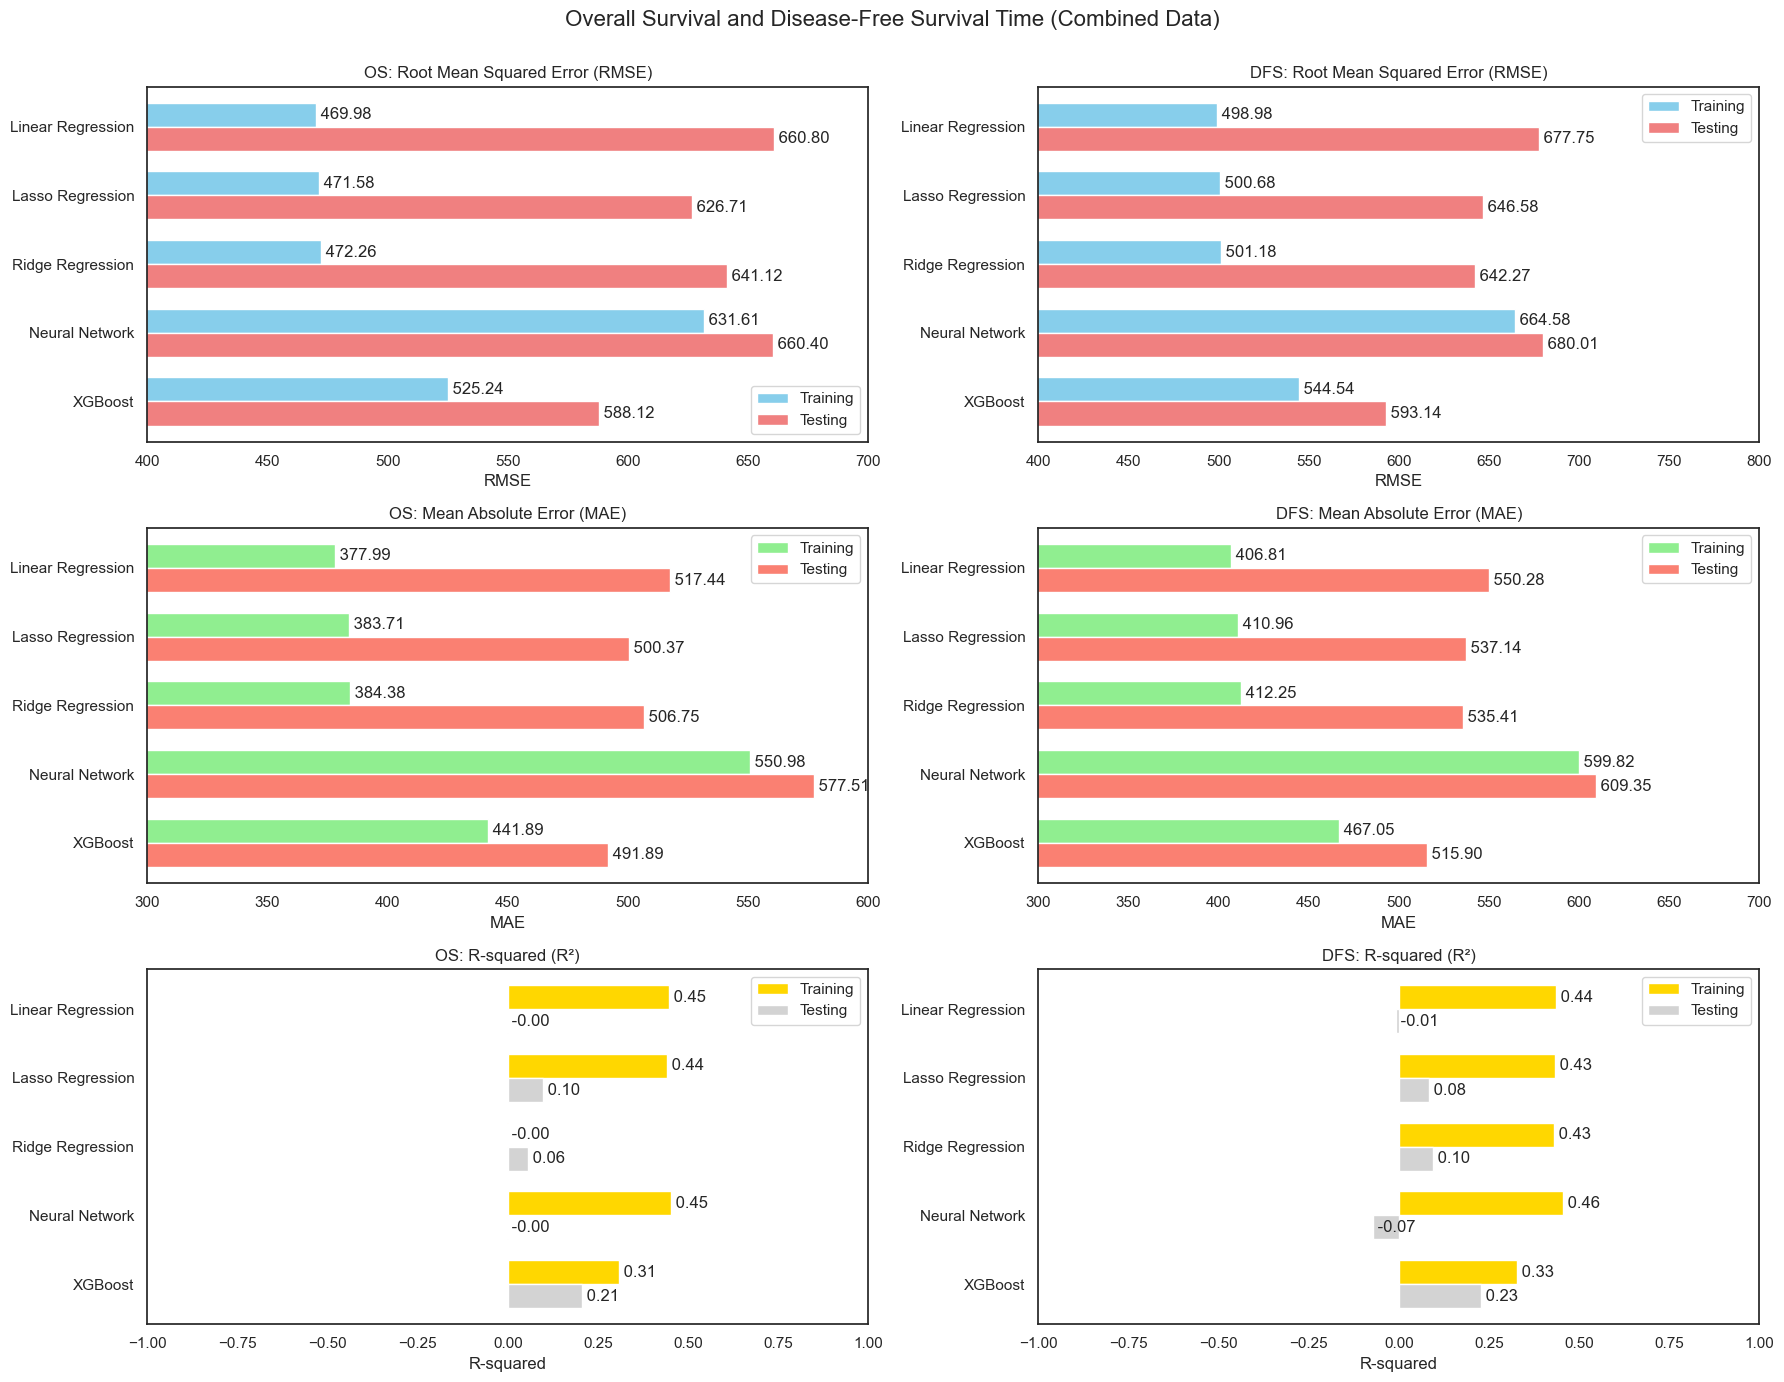 Overall Survival and Disease-Free Survival Time (Combined Data)
OS: Root Mean Squared Error (RMSE)
Linear Regression
469.98
660.80
Lasso Regression
471.58
626.71
Ridge Regression
472.26
641.12
Neural Network
631.61
660.40
XGBoost
525.24
588.12
Training
Testing
400 450 500 550 600 650 700
RMSE
DFS: Root Mean Squared Error (RMSE)
Training
Testing
Linear Regression
498.98
677.75
Lasso Regression
500.68
646.58
Ridge Regression
501.18
642.27
Neural Network
664.58
680.01
XGBoost
544.54
593.14
400 450 500 550 600 650 700 750 800
RMSE
OS: Mean Absolute Error (MAE)
Training
Testing
Linear Regression
377.99
517.44
Lasso Regression
383.71
500.37
Ridge Regression
384.38
506.75
Neural Network
550.98
577.51
XGBoost
441.89
491.89
300 350 400 450 500 550 600
MAE
DFS: Mean Absolute Error (MAE)
Training
Testing
Linear Regression
406.81
550.28
Lasso Regression
410.96
537.14
Ridge Regression
412.25
535.41
Neural Network
599.82
609.35
XGBoost
467.05
515.90
300 350 400 450 500 550 600 650 700
MAE
OS: R-squared (R²)
Training
Testing
Linear Regression
0.45
-0.00
Lasso Regression
0.44
0.10
Ridge Regression
-0.00
0.06
Neural Network
0.45
-0.00
XGBoost
0.31
0.21
−1.00 −0.75 −0.50 −0.25 0.00 0.25 0.50 0.75 1.00
R-squared
DFS: R-squared (R²)
Training
Testing
Linear Regression
0.44
-0.01
Lasso Regression
0.43
0.08
Ridge Regression
0.43
0.10
Neural Network
0.46
-0.07
XGBoost
0.33
0.23
−1.00 −0.75 −0.50 −0.25 0.00 0.25 0.50 0.75 1.00
R-squared